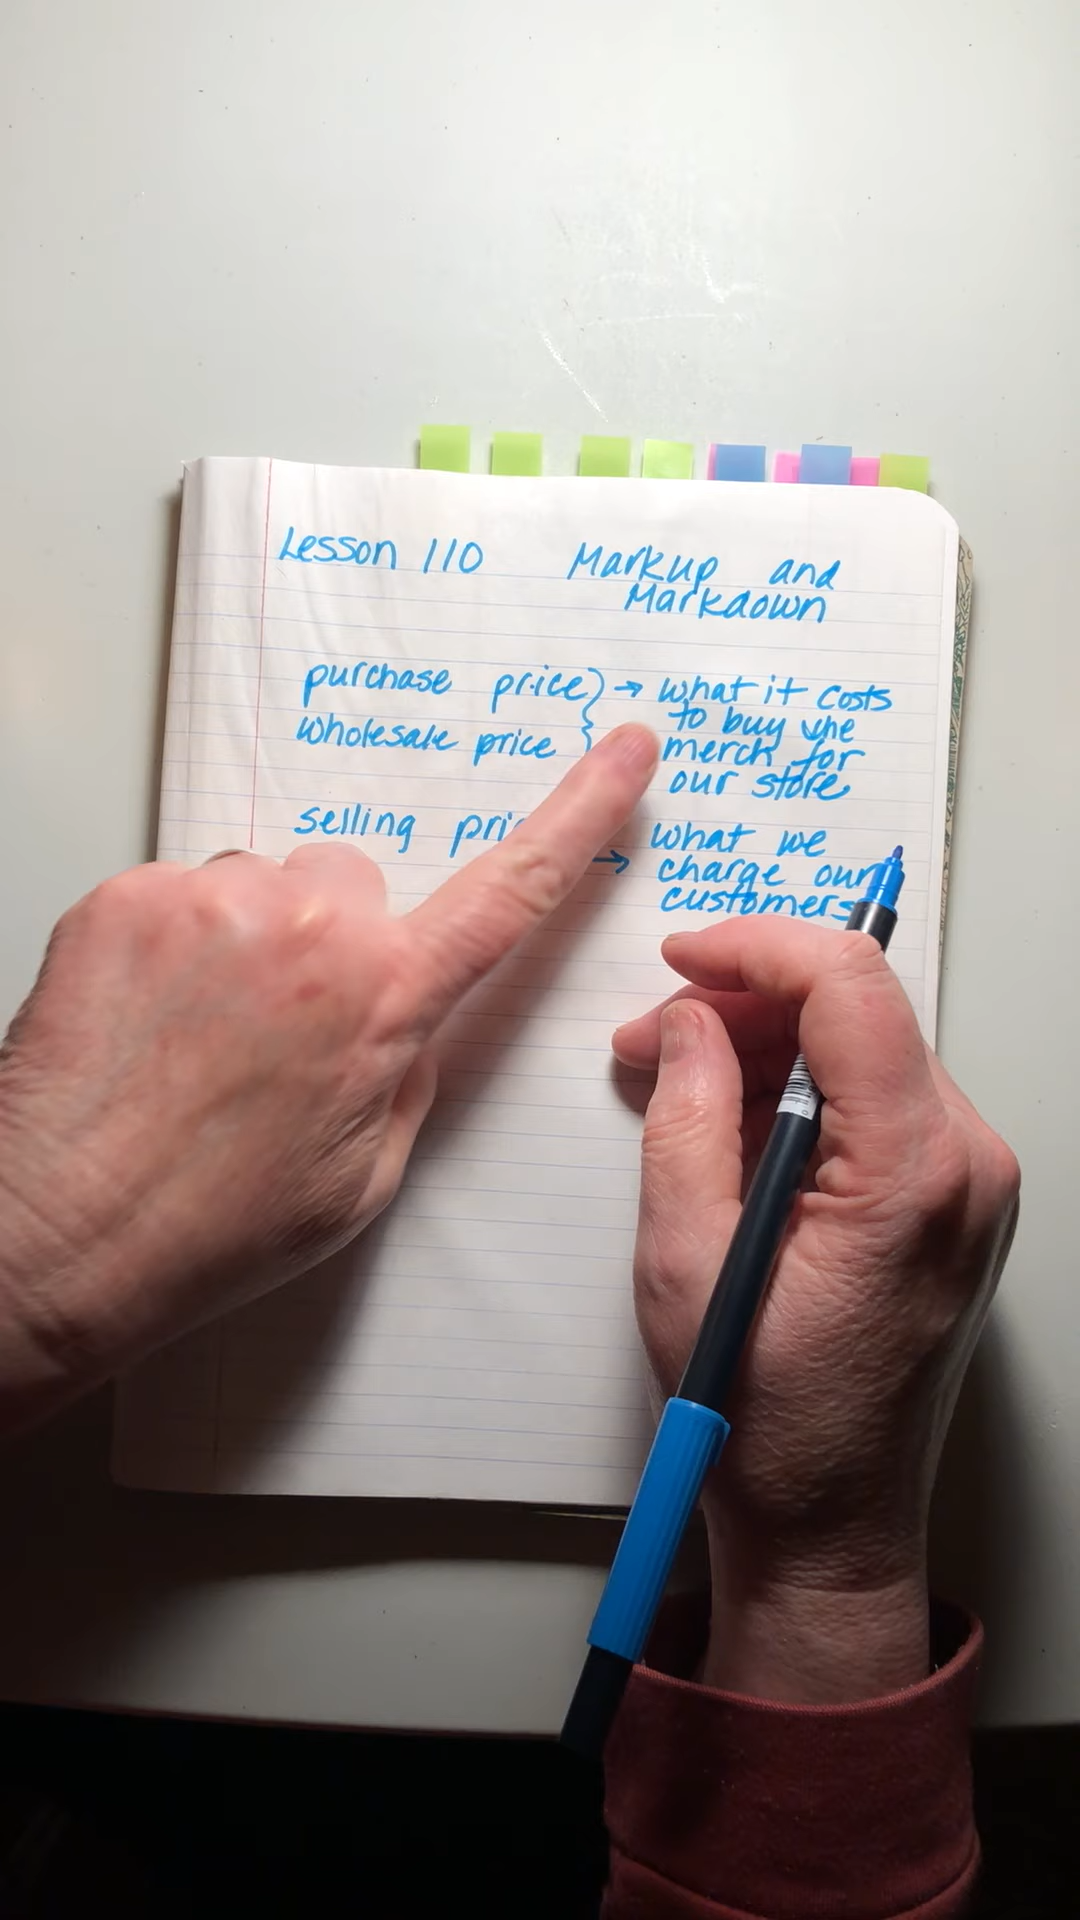 Lesson 110 Markup and
Markdown
purchase price } → what it costs
to buy the
wholesale price merch for
our store
selling what we
→ charge our
customers